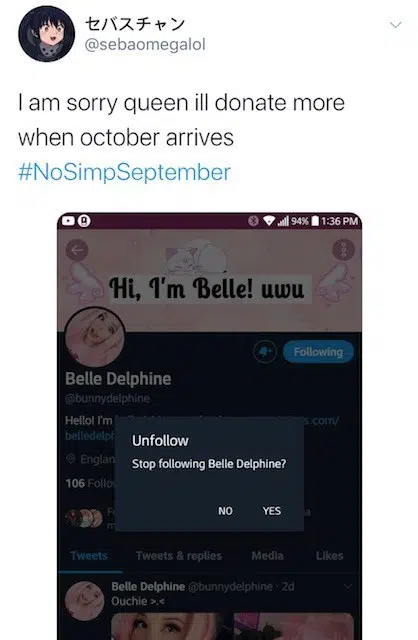 セバスチャン
@sebaomegalol
I am sorry queen ill donate more
when october arrives
#NoSimpSeptember
94% 1:36 PM
Hi, I'm Belle! uwu
Following
Belle Delphine
@bunnydelphine
Hello! I'm
s.com/
belledelph
Englan
106 Follo
Unfollow
Stop following Belle Delphine?
NO YES
Tweets Tweets & replies Media Likes
Belle Delphine @bunnydelphine · 2d
Ouchie >.<